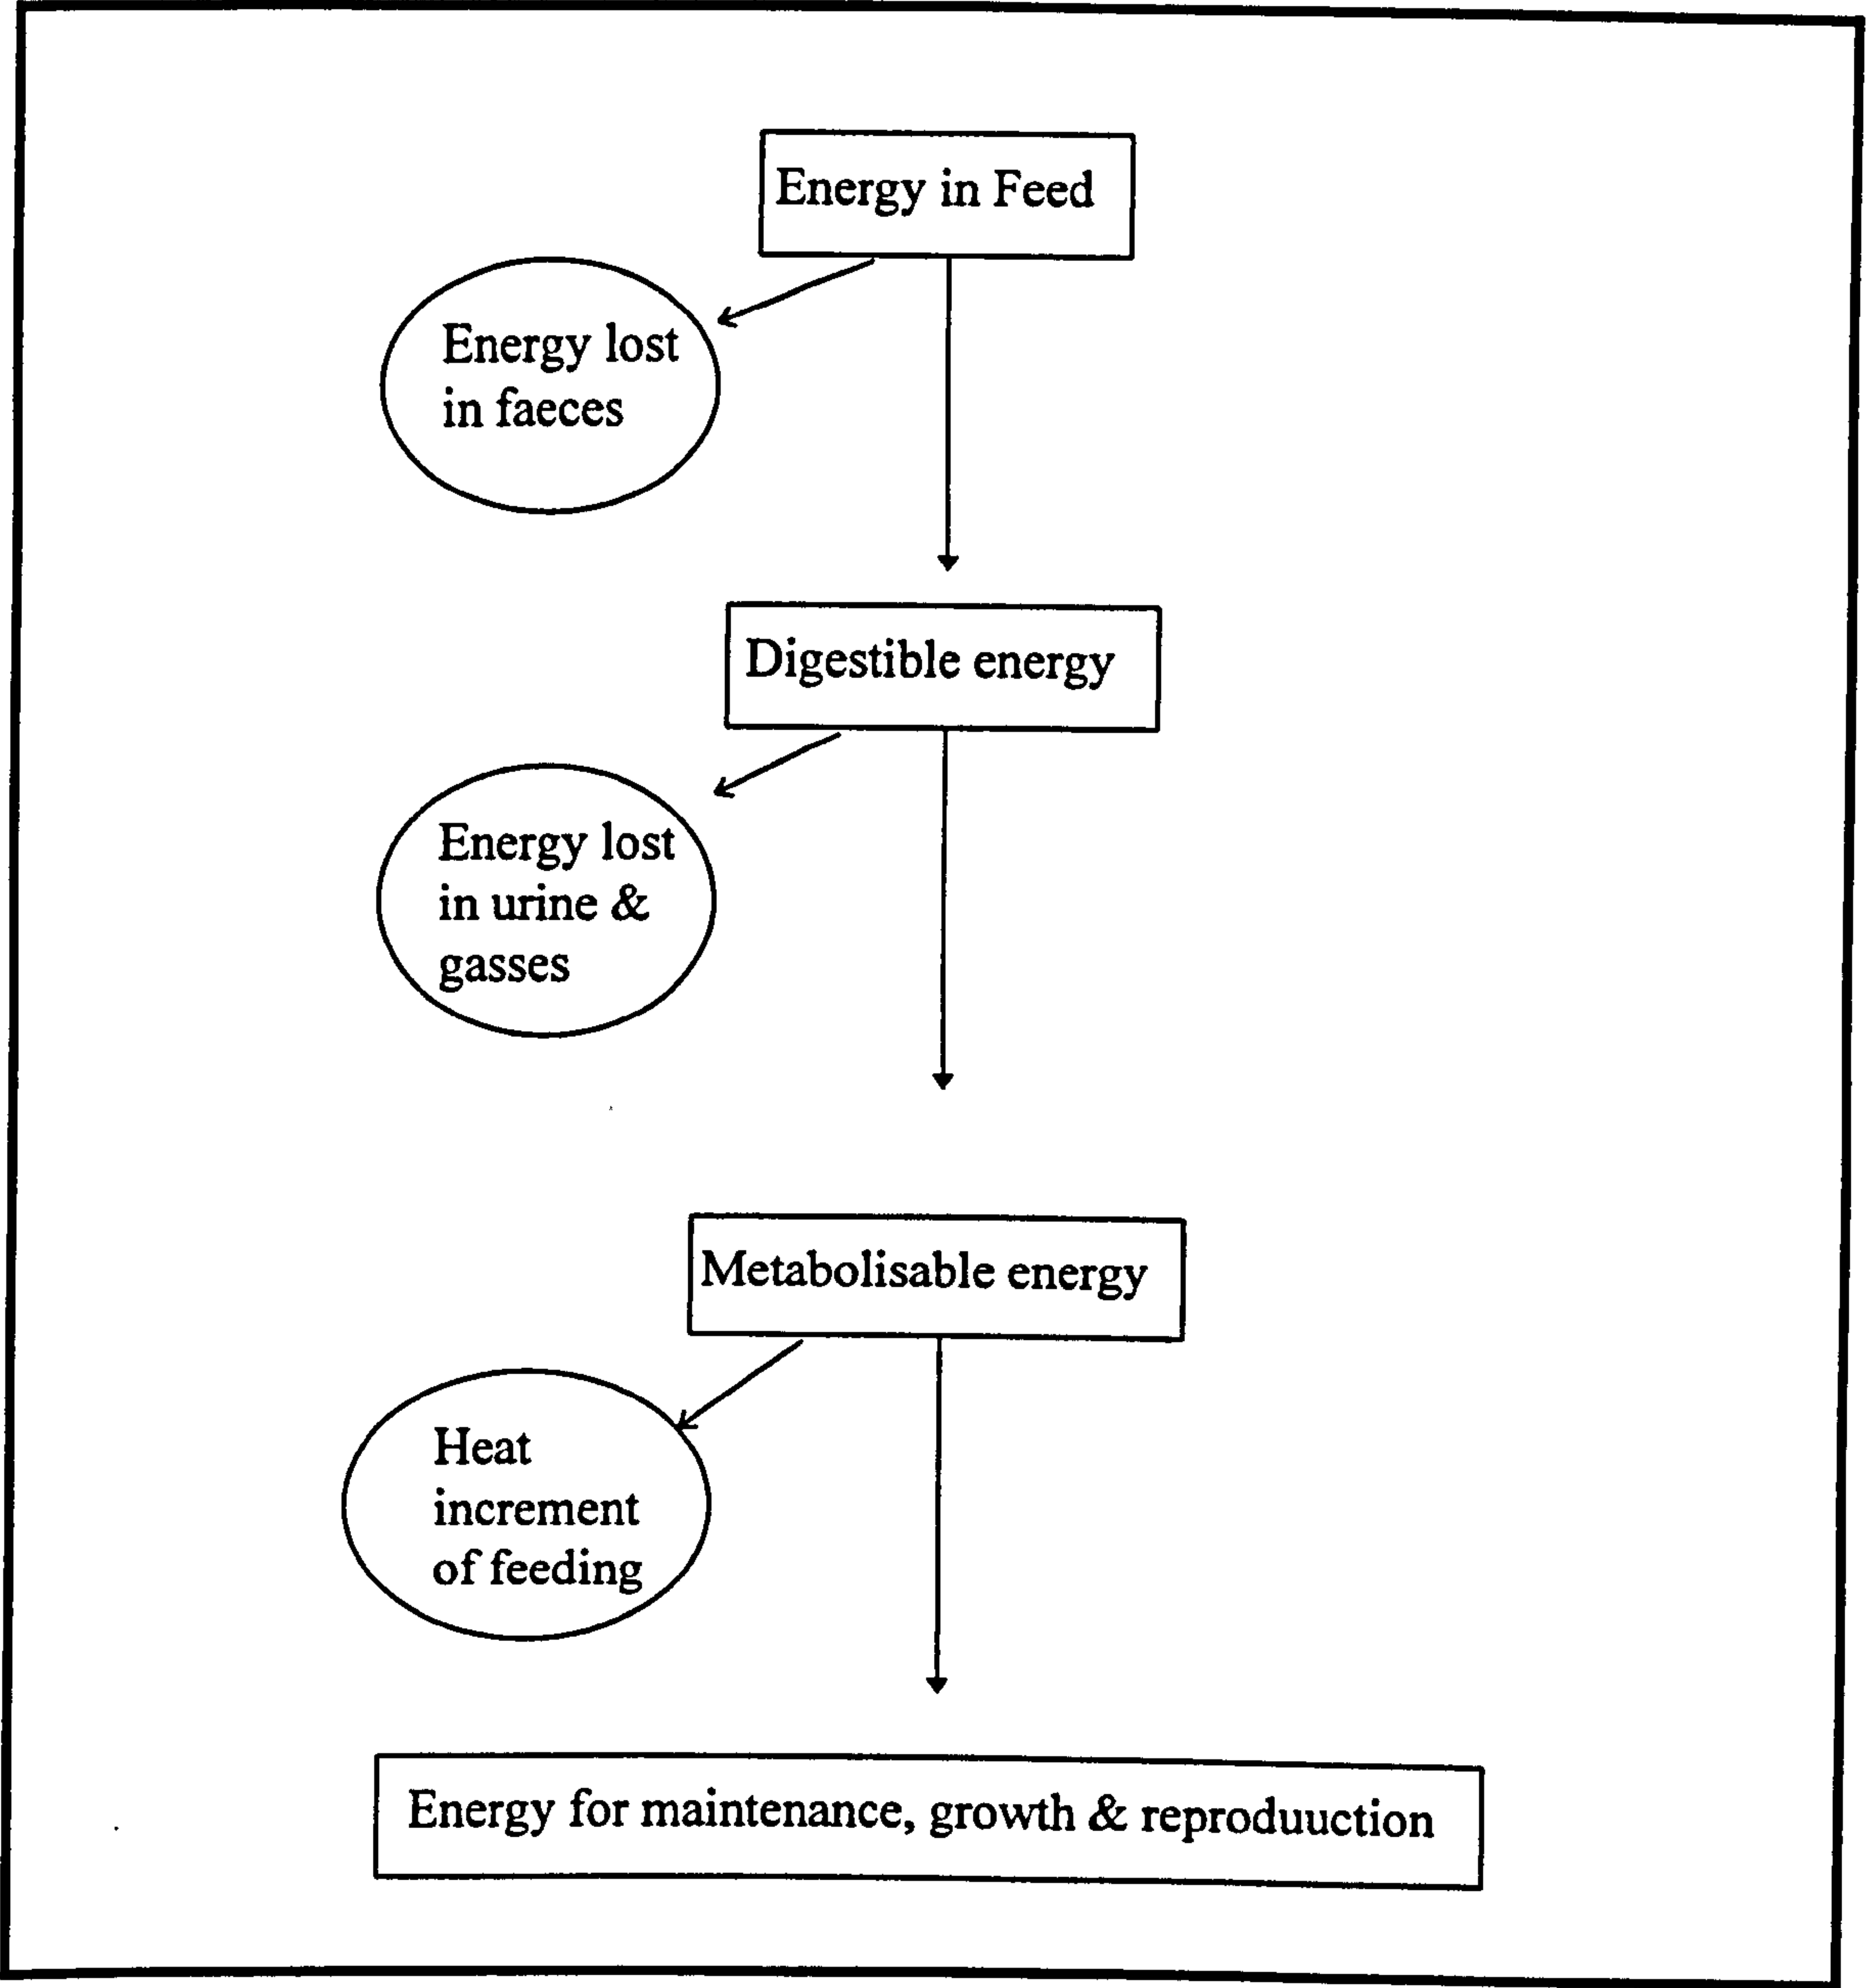 Energy in Feed
Energy lost
in faeces
Digestible energy
Energy lost
in urine &
gasses
Metabolisable energy
Heat
increment
of feeding
Energy for maintenance, growth & reproduuction